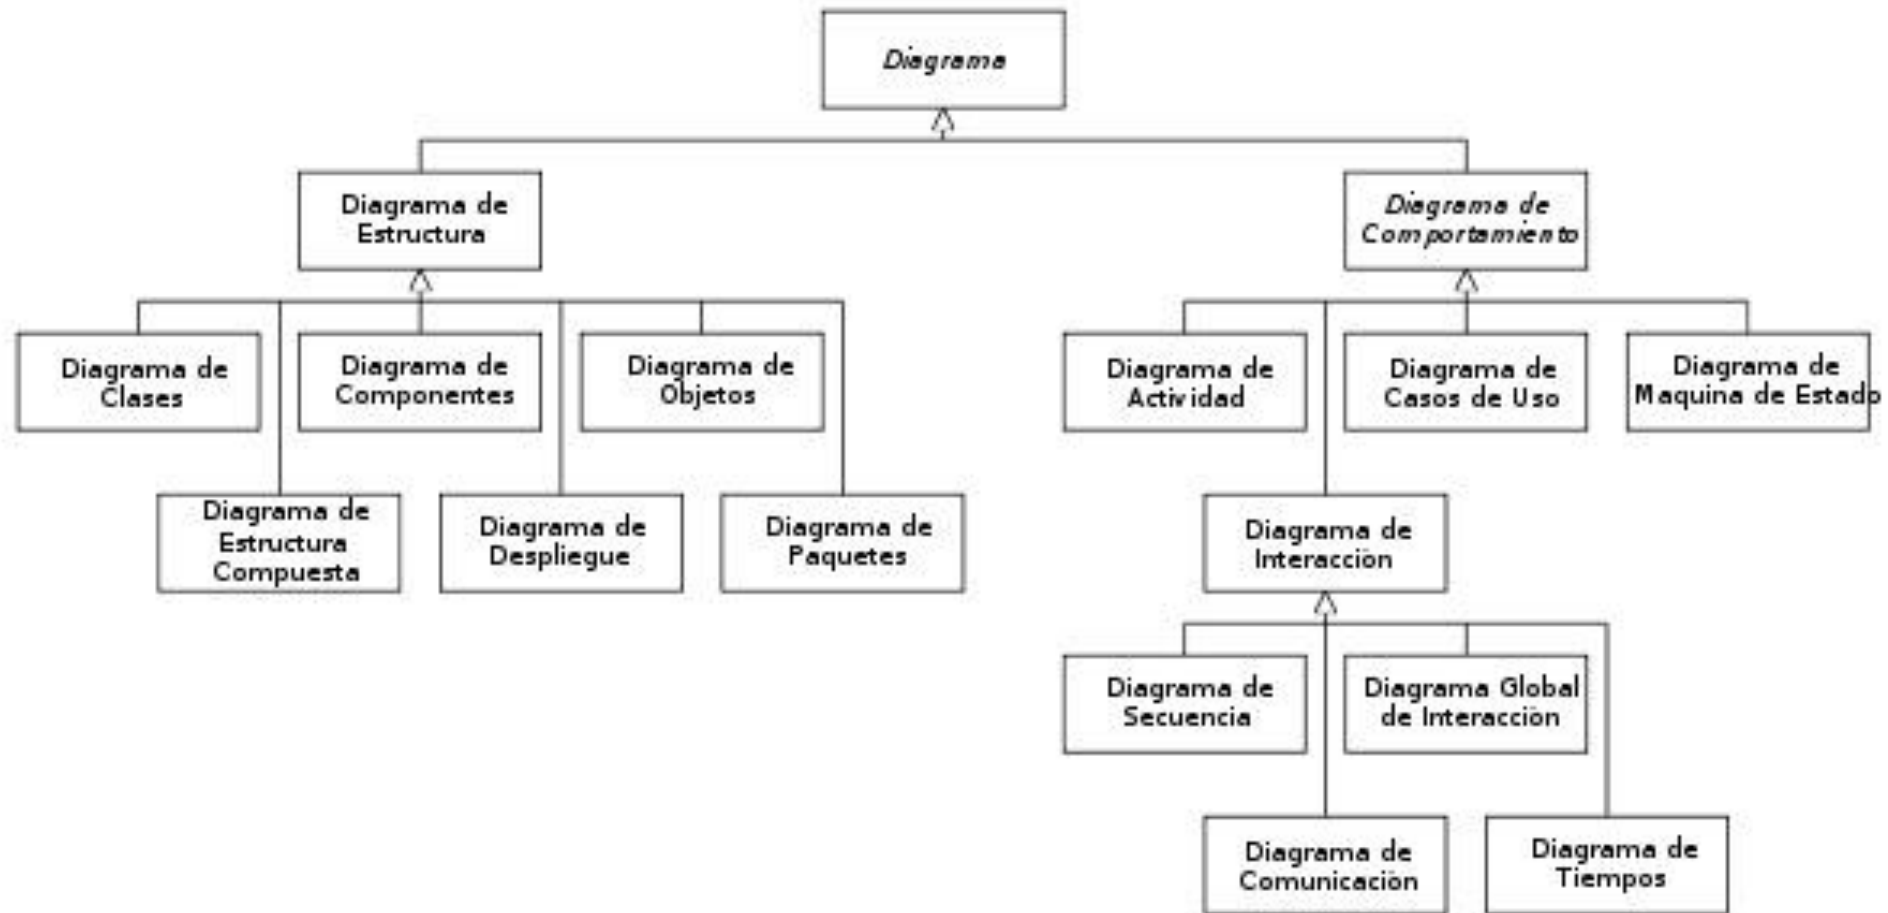 Diagrama
Diagrama de
Estructura
Diagrama de
Comportamiento
Diagrama de
Clases
Diagrama de
Componentes
Diagrama de
Objetos
Diagrama de
Actividad
Diagrama de
Casos de Uso
Diagrama de
Maquina de Estado
Diagrama de
Estructura
Compuesta
Diagrama de
Despliegue
Diagrama de
Paquetes
Diagrama de
Interacción
Diagrama de
Secuencia
Diagrama Global
de Interacción
Diagrama de
Comunicación
Diagrama de
Tiempos